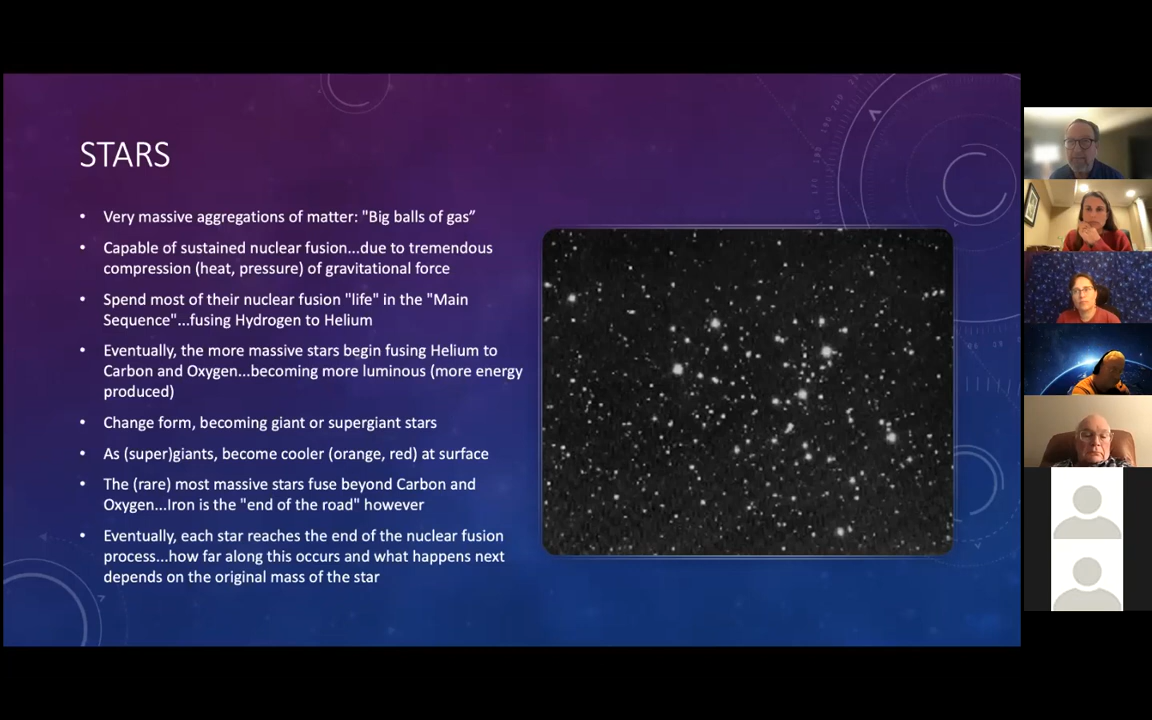 STARS
• Very massive aggregations of matter: "Big balls of gas”
• Capable of sustained nuclear fusion...due to tremendous
compression (heat, pressure) of gravitational force
• Spend most of their nuclear fusion "life" in the "Main
Sequence"...fusing Hydrogen to Helium
• Eventually, the more massive stars begin fusing Helium to
Carbon and Oxygen...becoming more luminous (more energy
produced)
• Change form, becoming giant or supergiant stars
• As (super)giants, become cooler (orange, red) at surface
• The (rare) most massive stars fuse beyond Carbon and
Oxygen...Iron is the "end of the road" however
• Eventually, each star reaches the end of the nuclear fusion
process...how far along this occurs and what happens next
depends on the original mass of the star